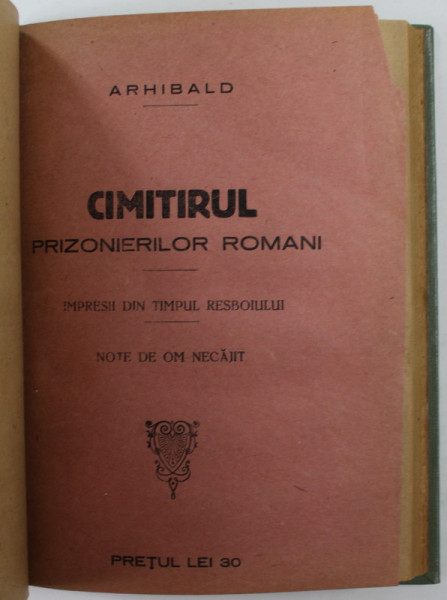 ARHIBALD
CIMITIRUL
PRIZONIERILOR ROMANI
IMPRESII DIN TIMPUL RESBOIULUI
NOTE DE OM NECĂJIT
PREȚUL LEI 30